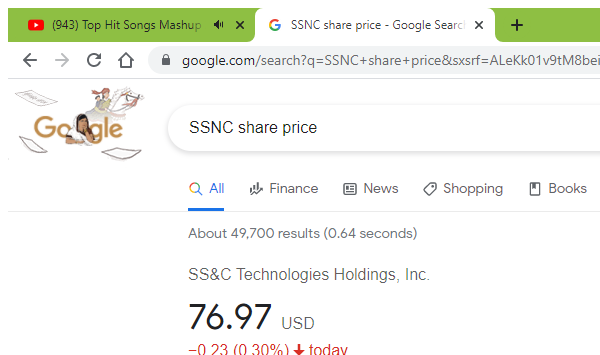 (943) Top Hit Songs Mashup
SSNC share price - Google Searc
google.com/search?q=SSNC+share+price&sxsrf=ALeKk01v9tM8bei
Google
SSNC share price
All Finance News Shopping Books
About 49,700 results (0.64 seconds)
SS&C Technologies Holdings, Inc.
76.97 USD
−0.23 (0.30%) today